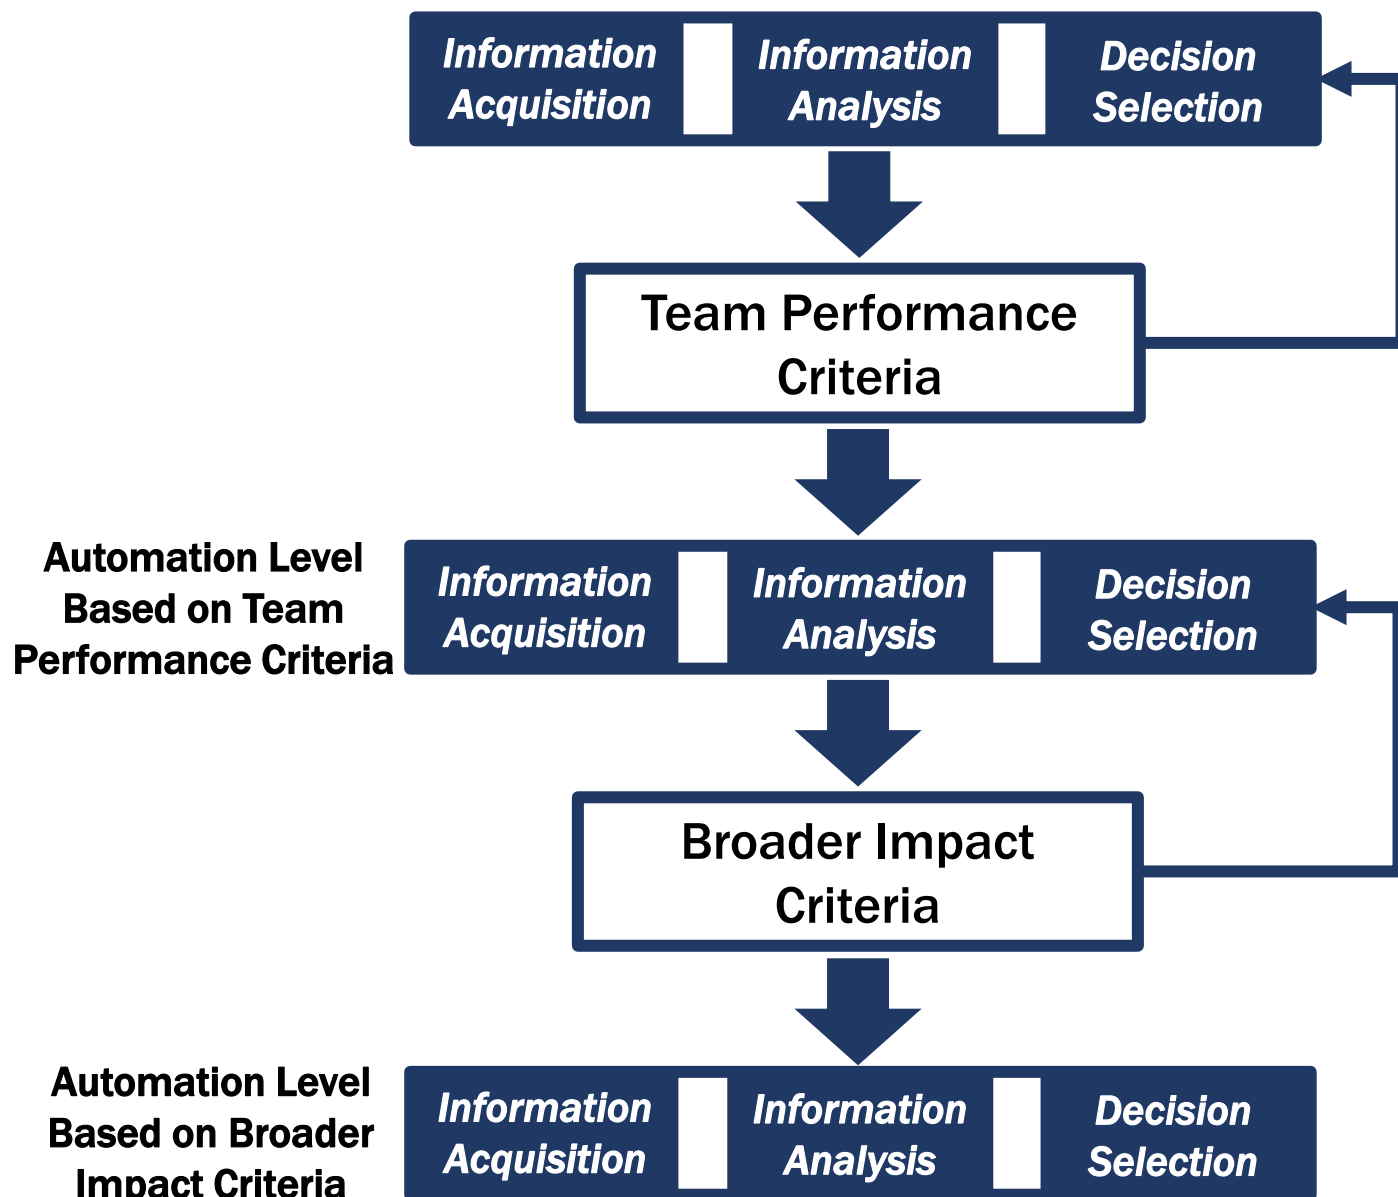 Information
Acquisition
Information
Analysis
Decision
Selection
Team Performance
Criteria
Automation Level
Based on Team
Performance Criteria
Information
Acquisition
Information
Analysis
Decision
Selection
Broader Impact
Criteria
Automation Level
Based on Broader
Impact Criteria
Information
Acquisition
Information
Analysis
Decision
Selection